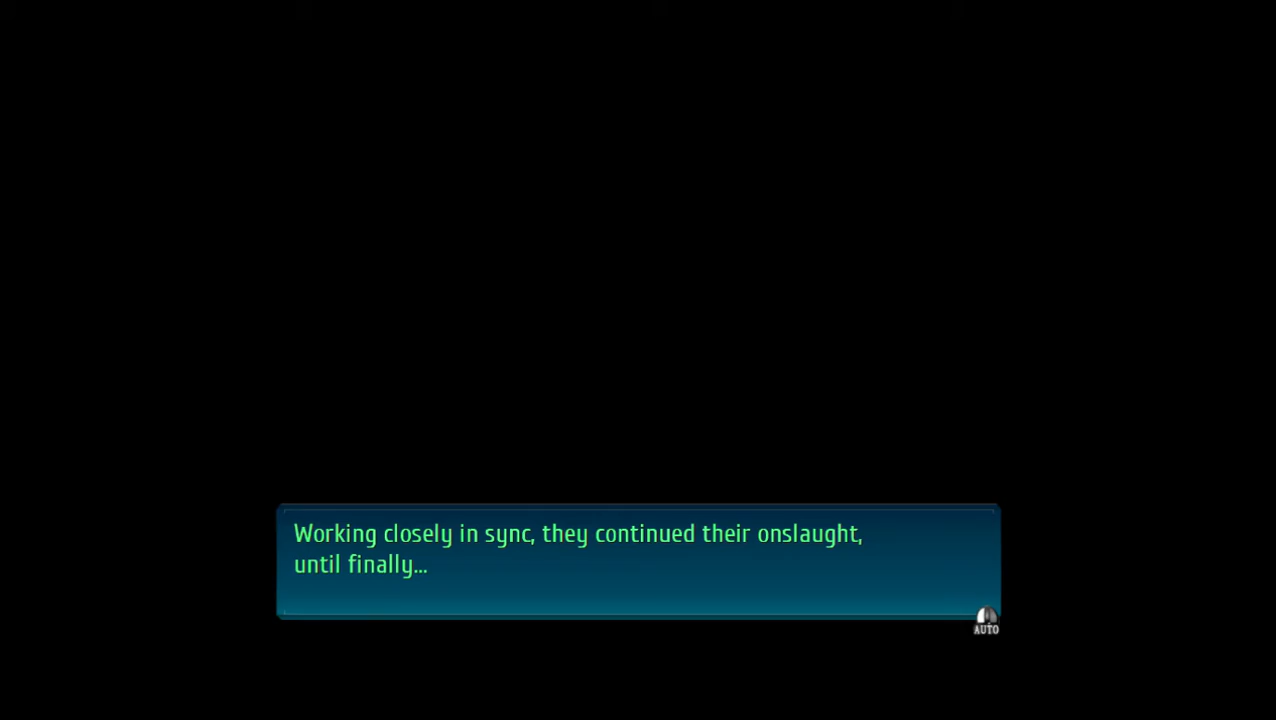 Working closely in sync, they continued their onslaught,
until finally...
AUTO